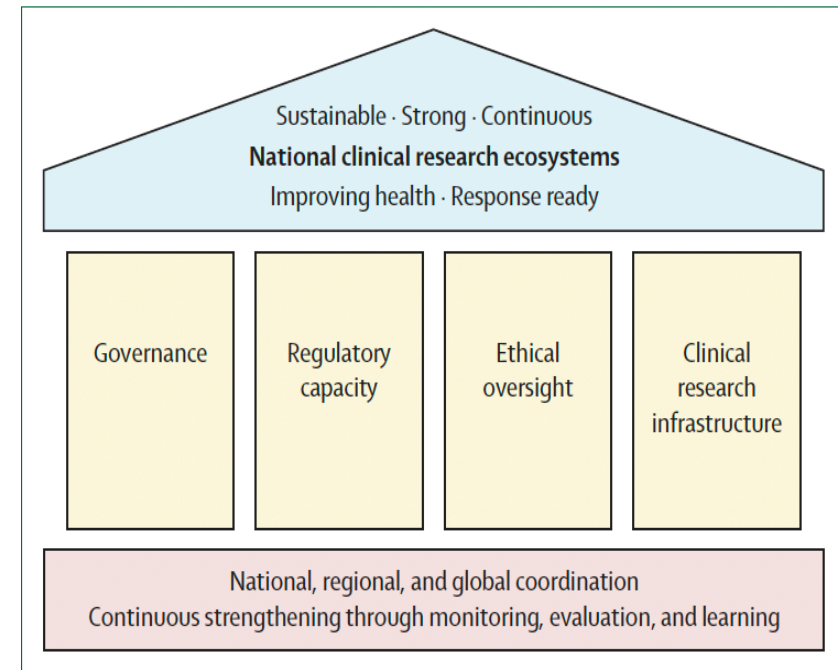 Sustainable · Strong · Continuous
National clinical research ecosystems
Improving health · Response ready
Governance
Regulatory
capacity
Ethical
oversight
Clinical
research
infrastructure
National, regional, and global coordination
Continuous strengthening through monitoring, evaluation, and learning